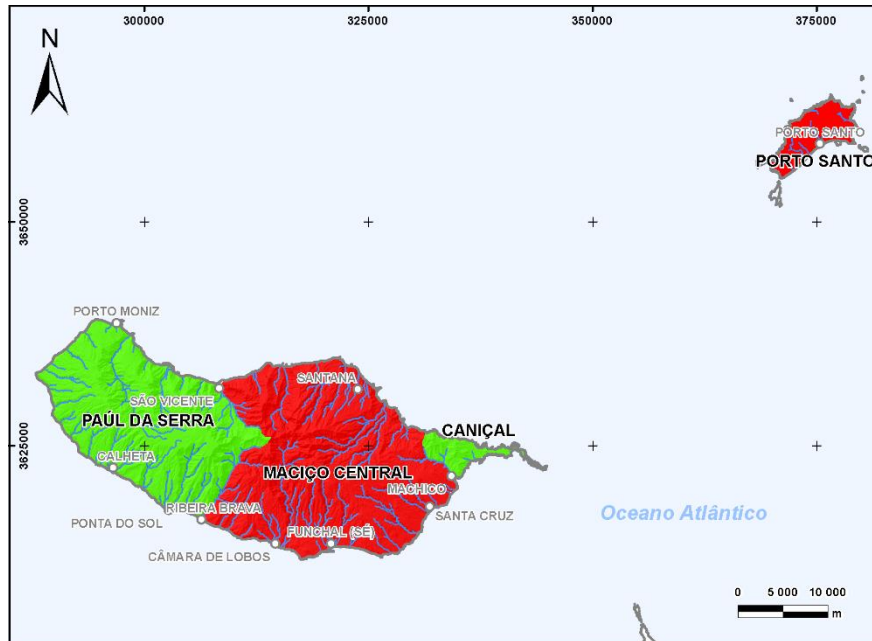 300000
325000
350000
375000
N
PORTO SANTO
PORTO SANTO
3650000
PORTO MONIZ
SANTANA
SÃO VICENTE
PAÚL DA SERRA
CANIÇAL
3625000
CALHETA
MACIÇO CENTRAL
MACHICO
RIBEIRA BRAVA
SANTA CRUZ
Oceano Atlântico
PONTA DO SOL
FUNCHAL (SÉ)
CÂMARA DE LOBOS
0 5 000 10 000
m